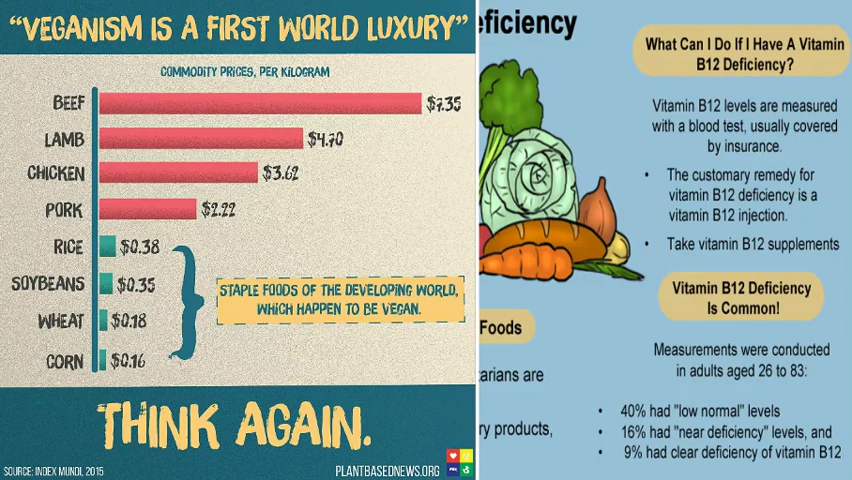 “VEGANISM IS A FIRST WORLD LUXURY”
COMMODITY PRICES, PER KILOGRAM
BEEF $7.35
LAMB $4.70
CHICKEN $3.62
PORK $2.22
RICE $0.38
SOYBEANS $0.35
WHEAT $0.18
CORN $0.16
STAPLE FOODS OF THE DEVELOPING WORLD,
WHICH HAPPEN TO BE VEGAN.
THINK AGAIN.
SOURCE: INDEX MUNDI, 2015
PLANTBASEDNEWS.ORG
eficiency
What Can I Do If I Have A Vitamin
B12 Deficiency?
Vitamin B12 levels are measured
with a blood test, usually covered
by insurance.
• The customary remedy for
vitamin B12 deficiency is a
vitamin B12 injection.
• Take vitamin B12 supplements
Vitamin B12 Deficiency
Is Common!
Foods
tarians are
Measurements were conducted
in adults aged 26 to 83:
ry products,
• 40% had "low normal" levels
• 16% had "near deficiency" levels, and
• 9% had clear deficiency of vitamin B12